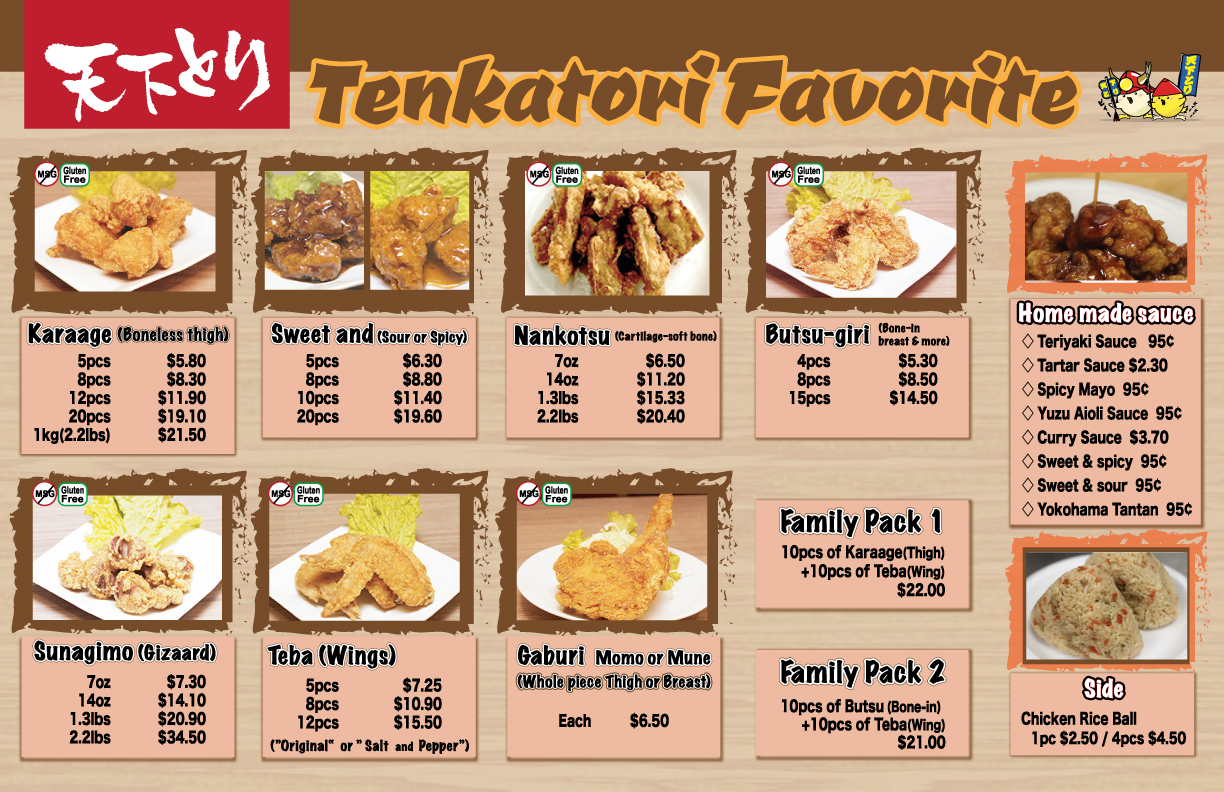 天下とり
Tenkatori Favorite
MSG Gluten Free
Karaage (Boneless thigh)
5pcs $5.80
8pcs $8.30
12pcs $11.90
20pcs $19.10
1kg(2.2lbs) $21.50
Sweet and (Sour or Spicy)
5pcs $6.30
8pcs $8.80
10pcs $11.40
20pcs $19.60
MSG Gluten Free
Nankotsu (Cartilage-soft bone)
7oz $6.50
14oz $11.20
1.3lbs $15.33
2.2lbs $20.40
MSG Gluten Free
Butsu-giri (Bone-in
breast & more)
4pcs $5.30
8pcs $8.50
15pcs $14.50
Home made sauce
◇ Teriyaki Sauce 95¢
◇ Tartar Sauce $2.30
◇ Spicy Mayo 95¢
◇ Yuzu Aioli Sauce 95¢
◇ Curry Sauce $3.70
◇ Sweet & spicy 95¢
◇ Sweet & sour 95¢
◇ Yokohama Tantan 95¢
MSG Gluten Free
Sunagimo (Gizaard)
7oz $7.30
14oz $14.10
1.3lbs $20.90
2.2lbs $34.50
MSG Gluten Free
Teba (Wings)
5pcs $7.25
8pcs $10.90
12pcs $15.50
("Original" or " Salt and Pepper")
MSG Gluten Free
Gaburi Momo or Mune
(Whole piece Thigh or Breast)
Each $6.50
Family Pack 1
10pcs of Karaage(Thigh)
+10pcs of Teba(Wing)
$22.00
Family Pack 2
10pcs of Butsu (Bone-in)
+10pcs of Teba(Wing)
$21.00
Side
Chicken Rice Ball
1pc $2.50 / 4pcs $4.50